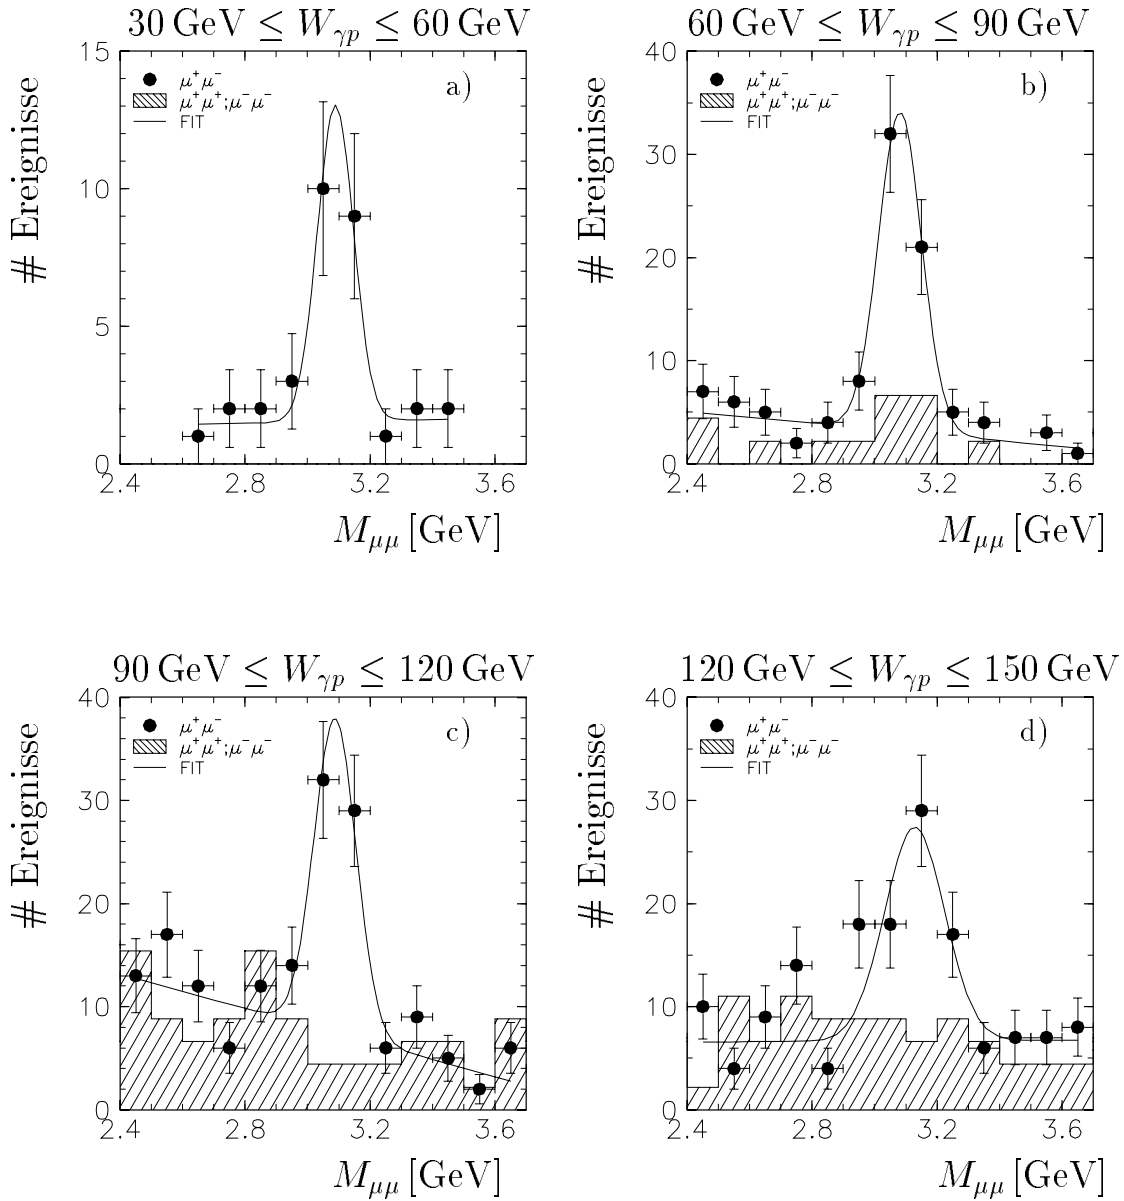 30 GeV ≤ W_γp ≤ 60 GeV
# Ereignisse
15
10
5
0
μ⁺μ⁻
μ⁺μ⁺;μ⁻μ⁻
FIT
a)
2.4 2.8 3.2 3.6
M_μμ [GeV]
60 GeV ≤ W_γp ≤ 90 GeV
# Ereignisse
40
30
20
10
0
μ⁺μ⁻
μ⁺μ⁺;μ⁻μ⁻
FIT
b)
2.4 2.8 3.2 3.6
M_μμ [GeV]
90 GeV ≤ W_γp ≤ 120 GeV
# Ereignisse
40
30
20
10
0
μ⁺μ⁻
μ⁺μ⁺;μ⁻μ⁻
FIT
c)
2.4 2.8 3.2 3.6
M_μμ [GeV]
120 GeV ≤ W_γp ≤ 150 GeV
# Ereignisse
40
30
20
10
0
μ⁺μ⁻
μ⁺μ⁺;μ⁻μ⁻
FIT
d)
2.4 2.8 3.2 3.6
M_μμ [GeV]